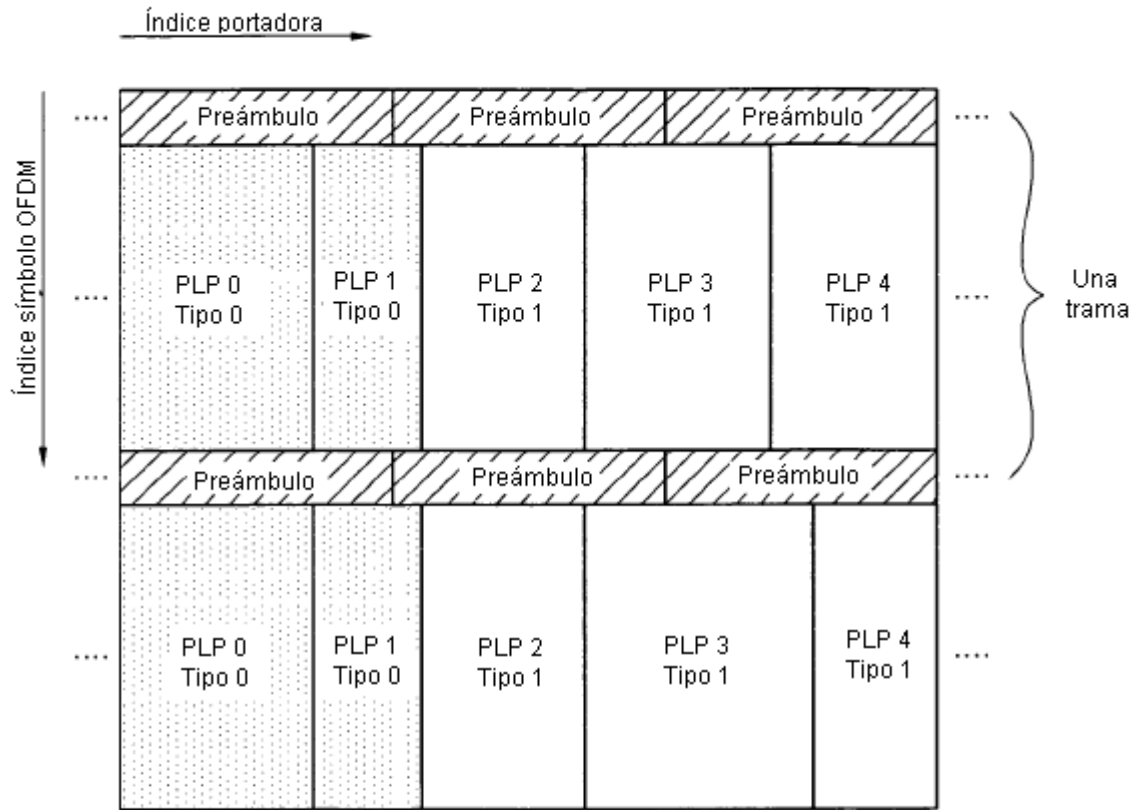 Índice portadora
Índice símbolo OFDM
.... Preámbulo Preámbulo Preámbulo ....
.... PLP 0 PLP 1 PLP 2 PLP 3 PLP 4 ....
Tipo 0 Tipo 0 Tipo 1 Tipo 1 Tipo 1
Una
trama
.... Preámbulo Preámbulo Preámbulo ....
.... PLP 0 PLP 1 PLP 2 PLP 3 PLP 4 ....
Tipo 0 Tipo 0 Tipo 1 Tipo 1 Tipo 1